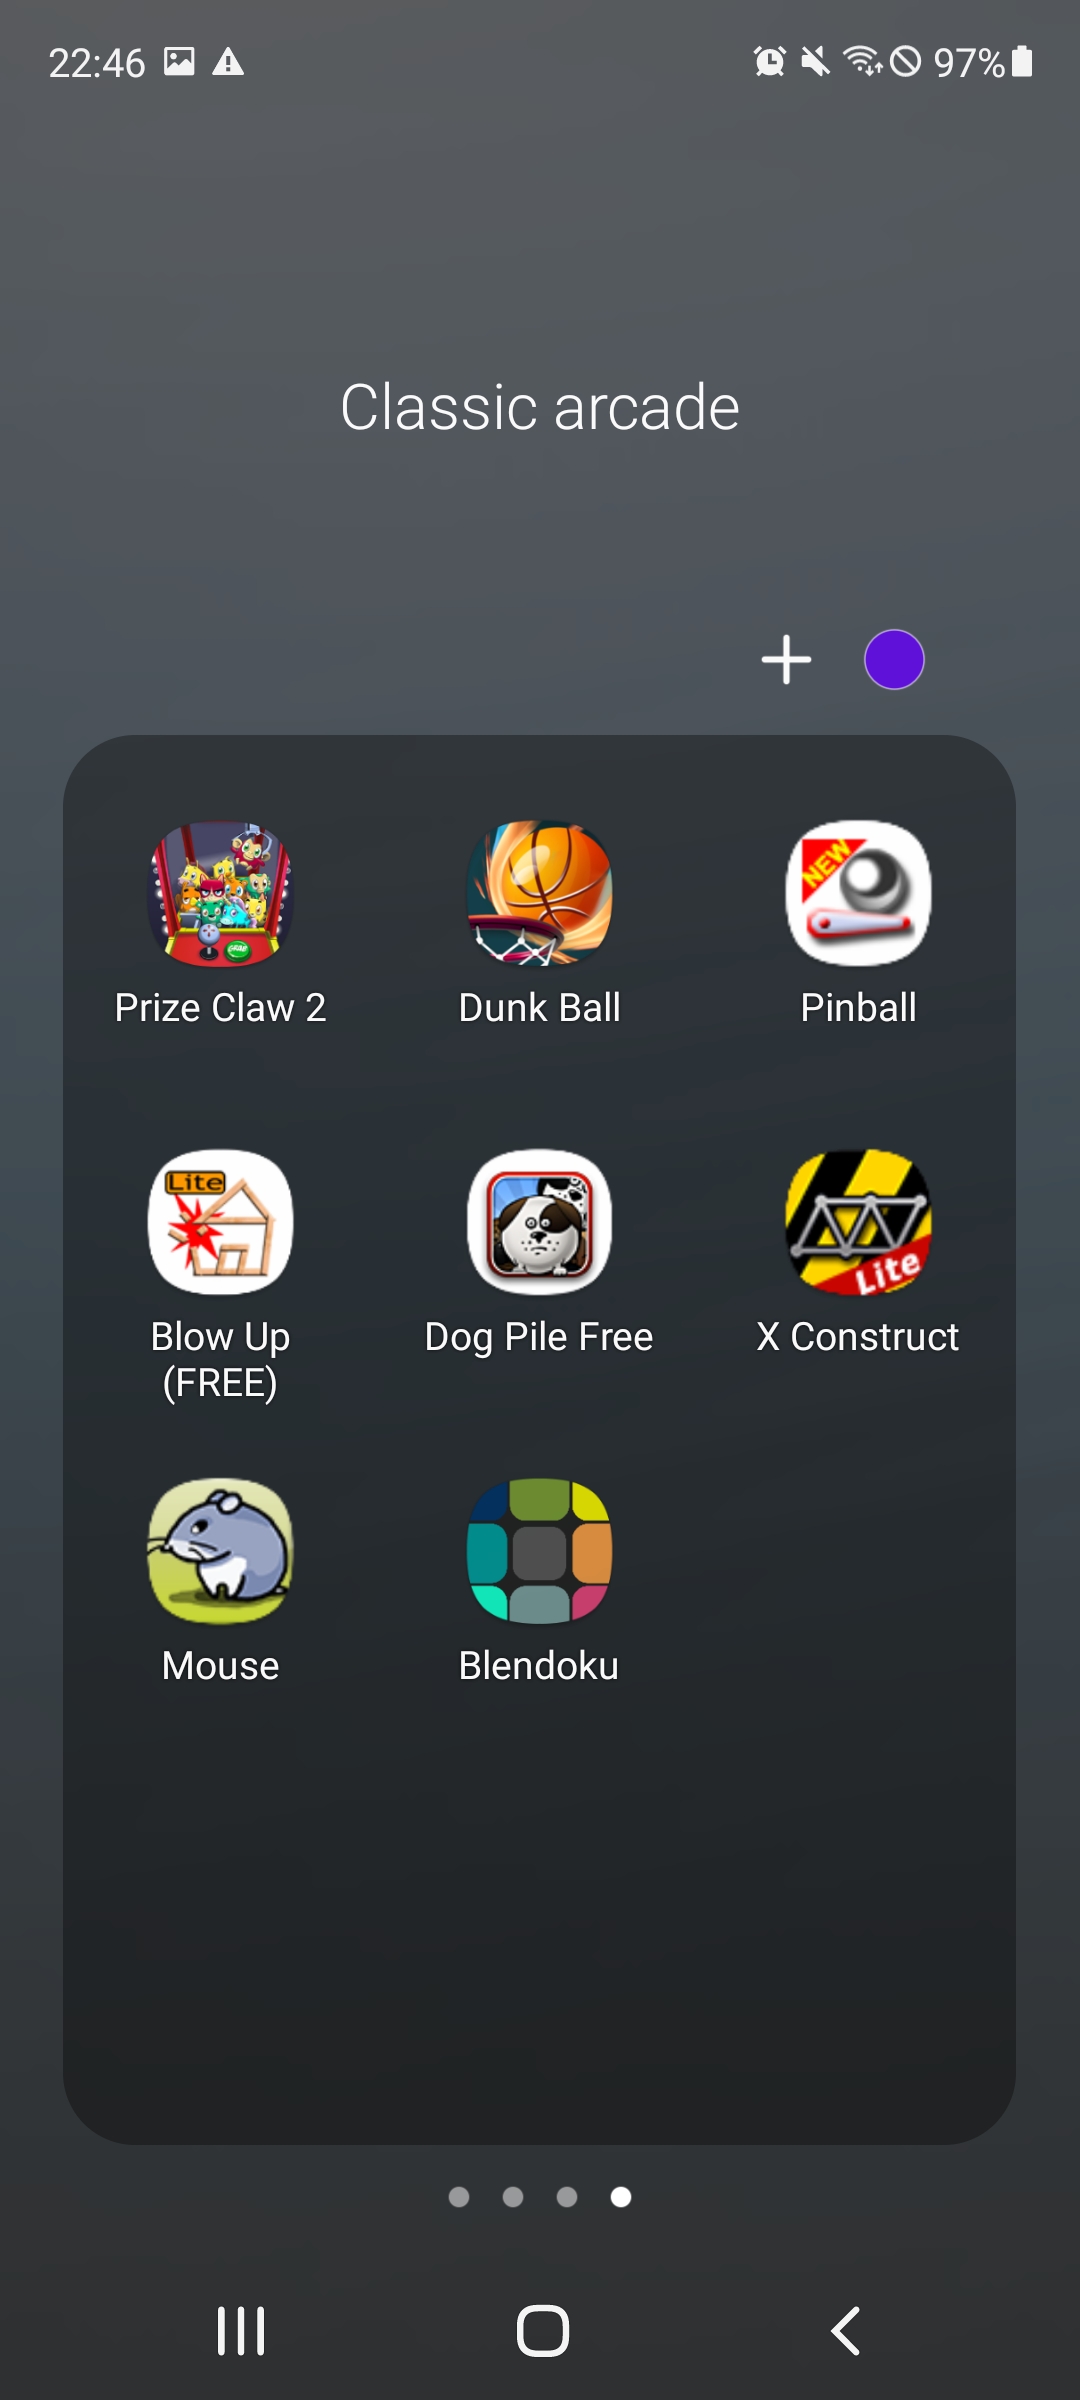 22:46 97%
Classic arcade
NEW
GRAB
Prize Claw 2 Dunk Ball Pinball
Lite
Lite
Blow Up Dog Pile Free X Construct
(FREE)
Mouse Blendoku